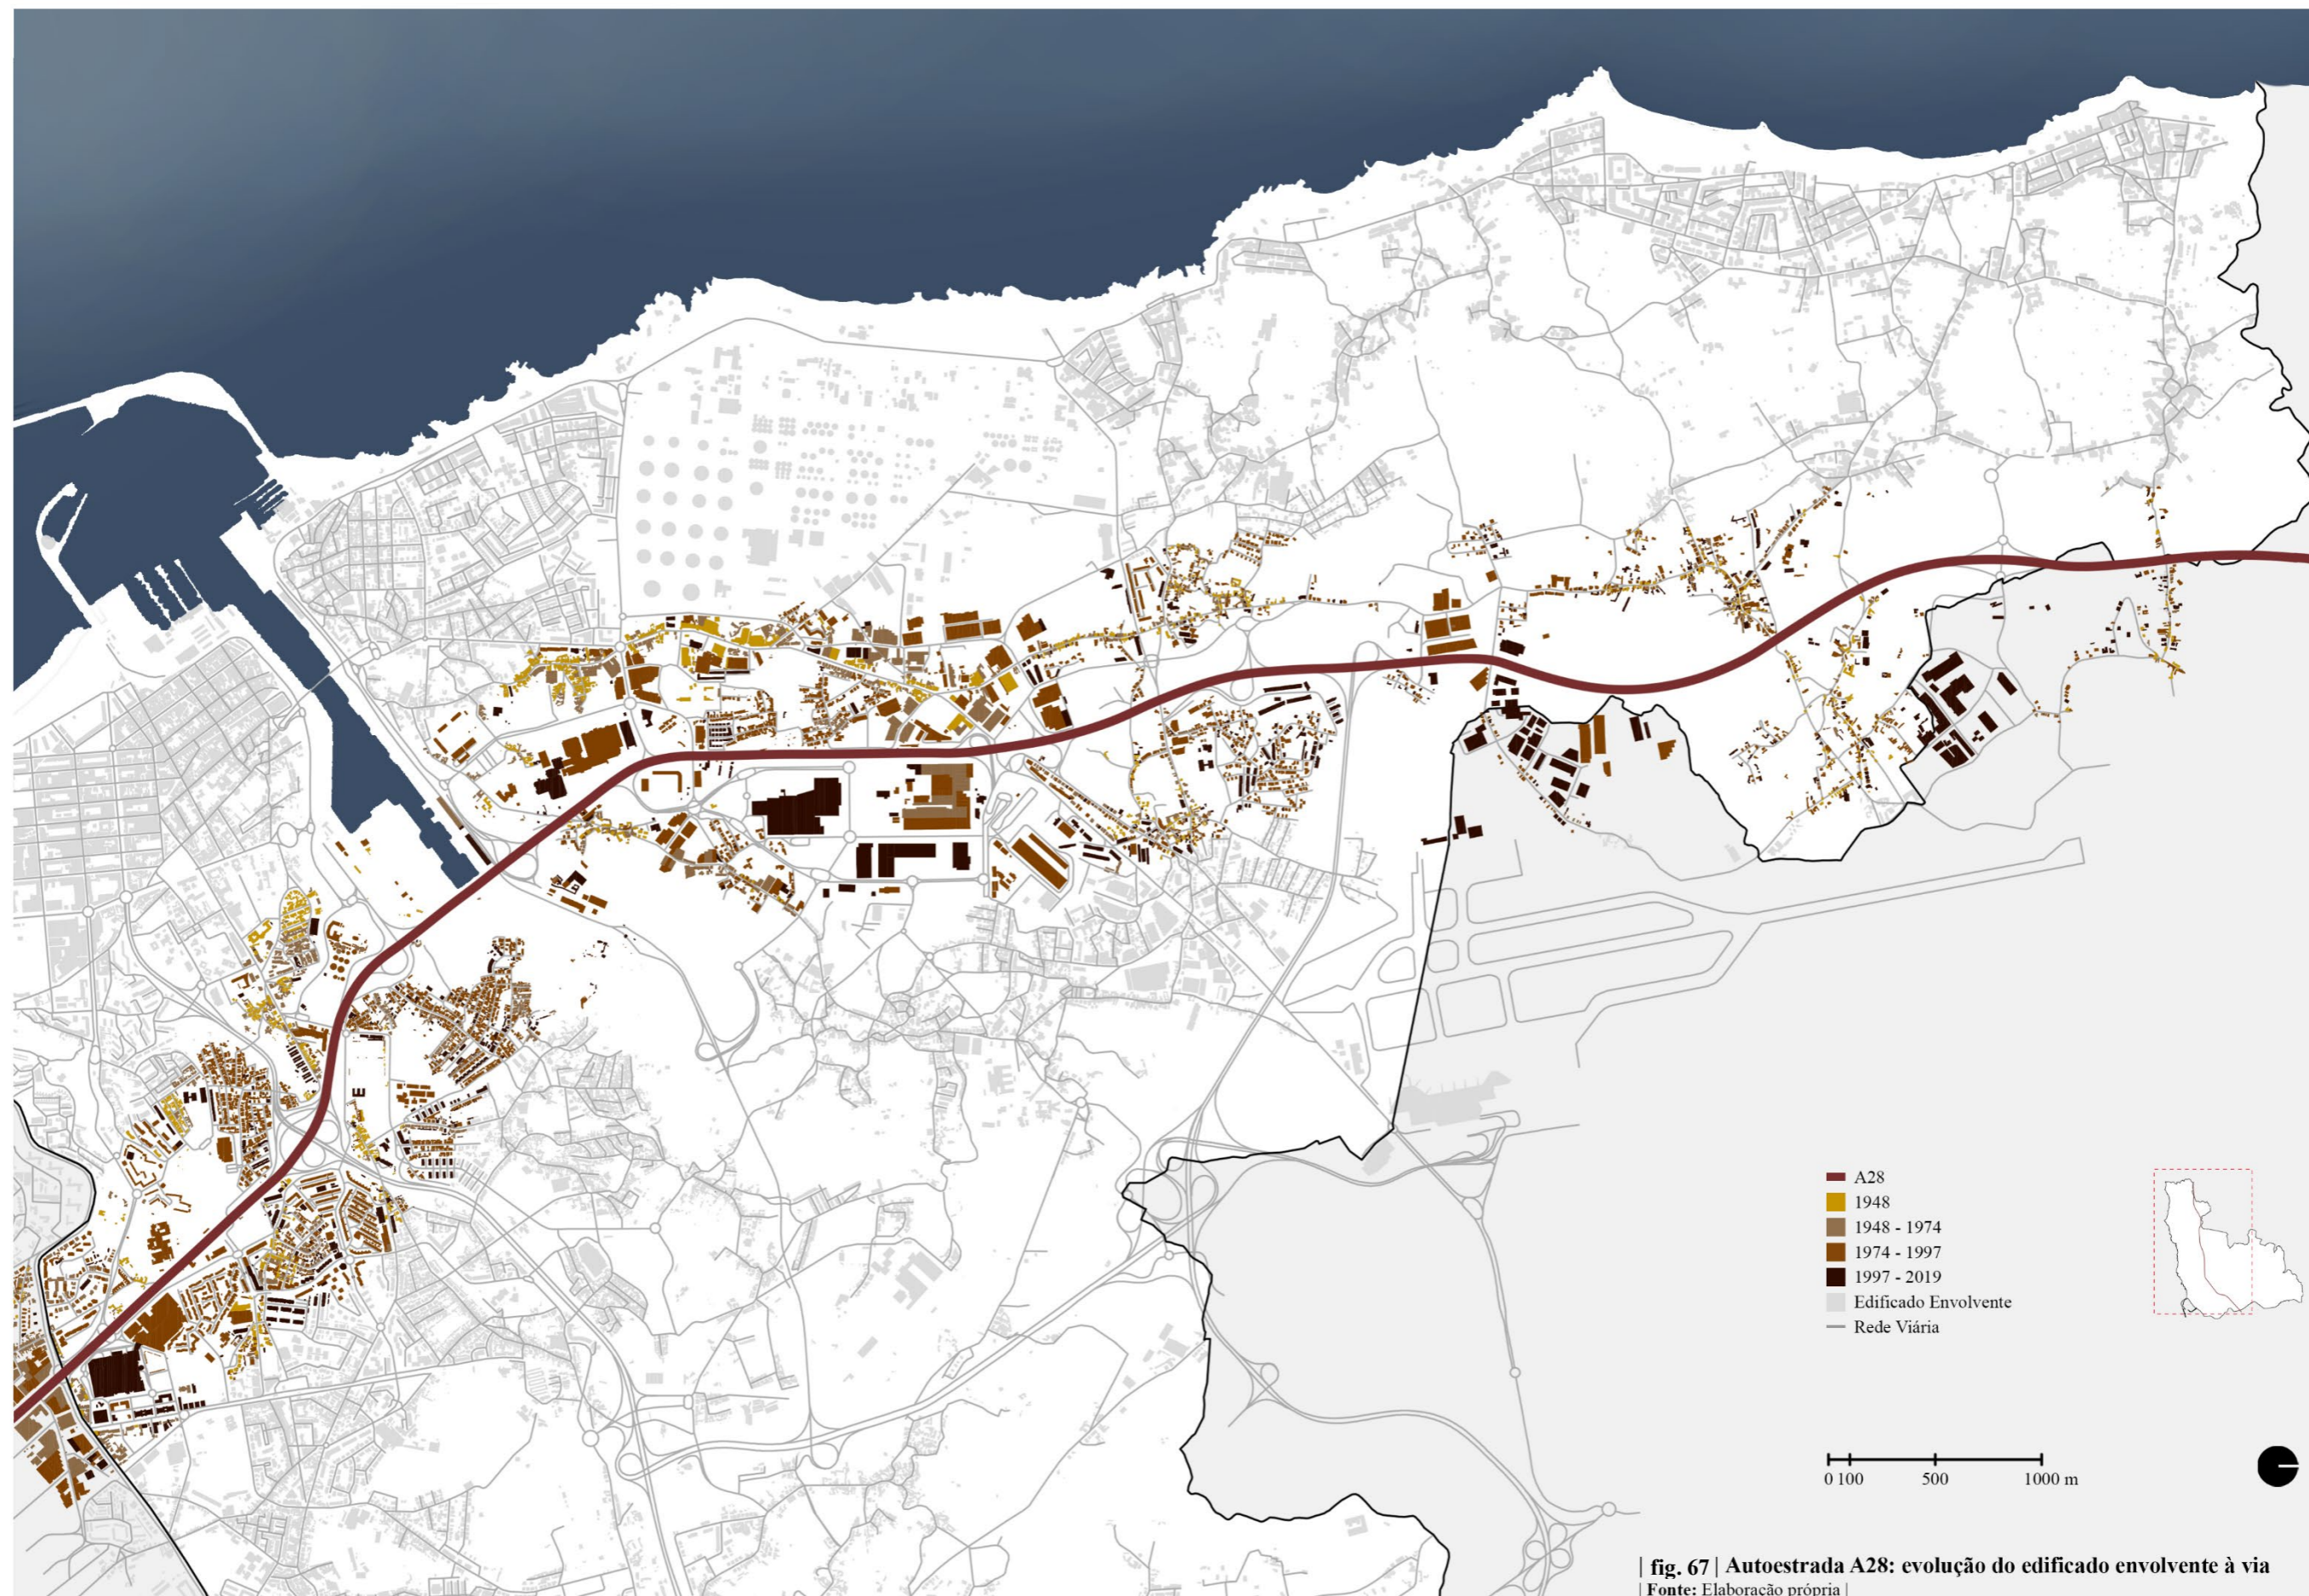 A28
1948
1948 - 1974
1974 - 1997
1997 - 2019
Edificado Envolvente
Rede Viária
0 100 500 1000 m
| fig. 67 | Autoestrada A28: evolução do edificado envolvente à via
| Fonte: Elaboração própria |